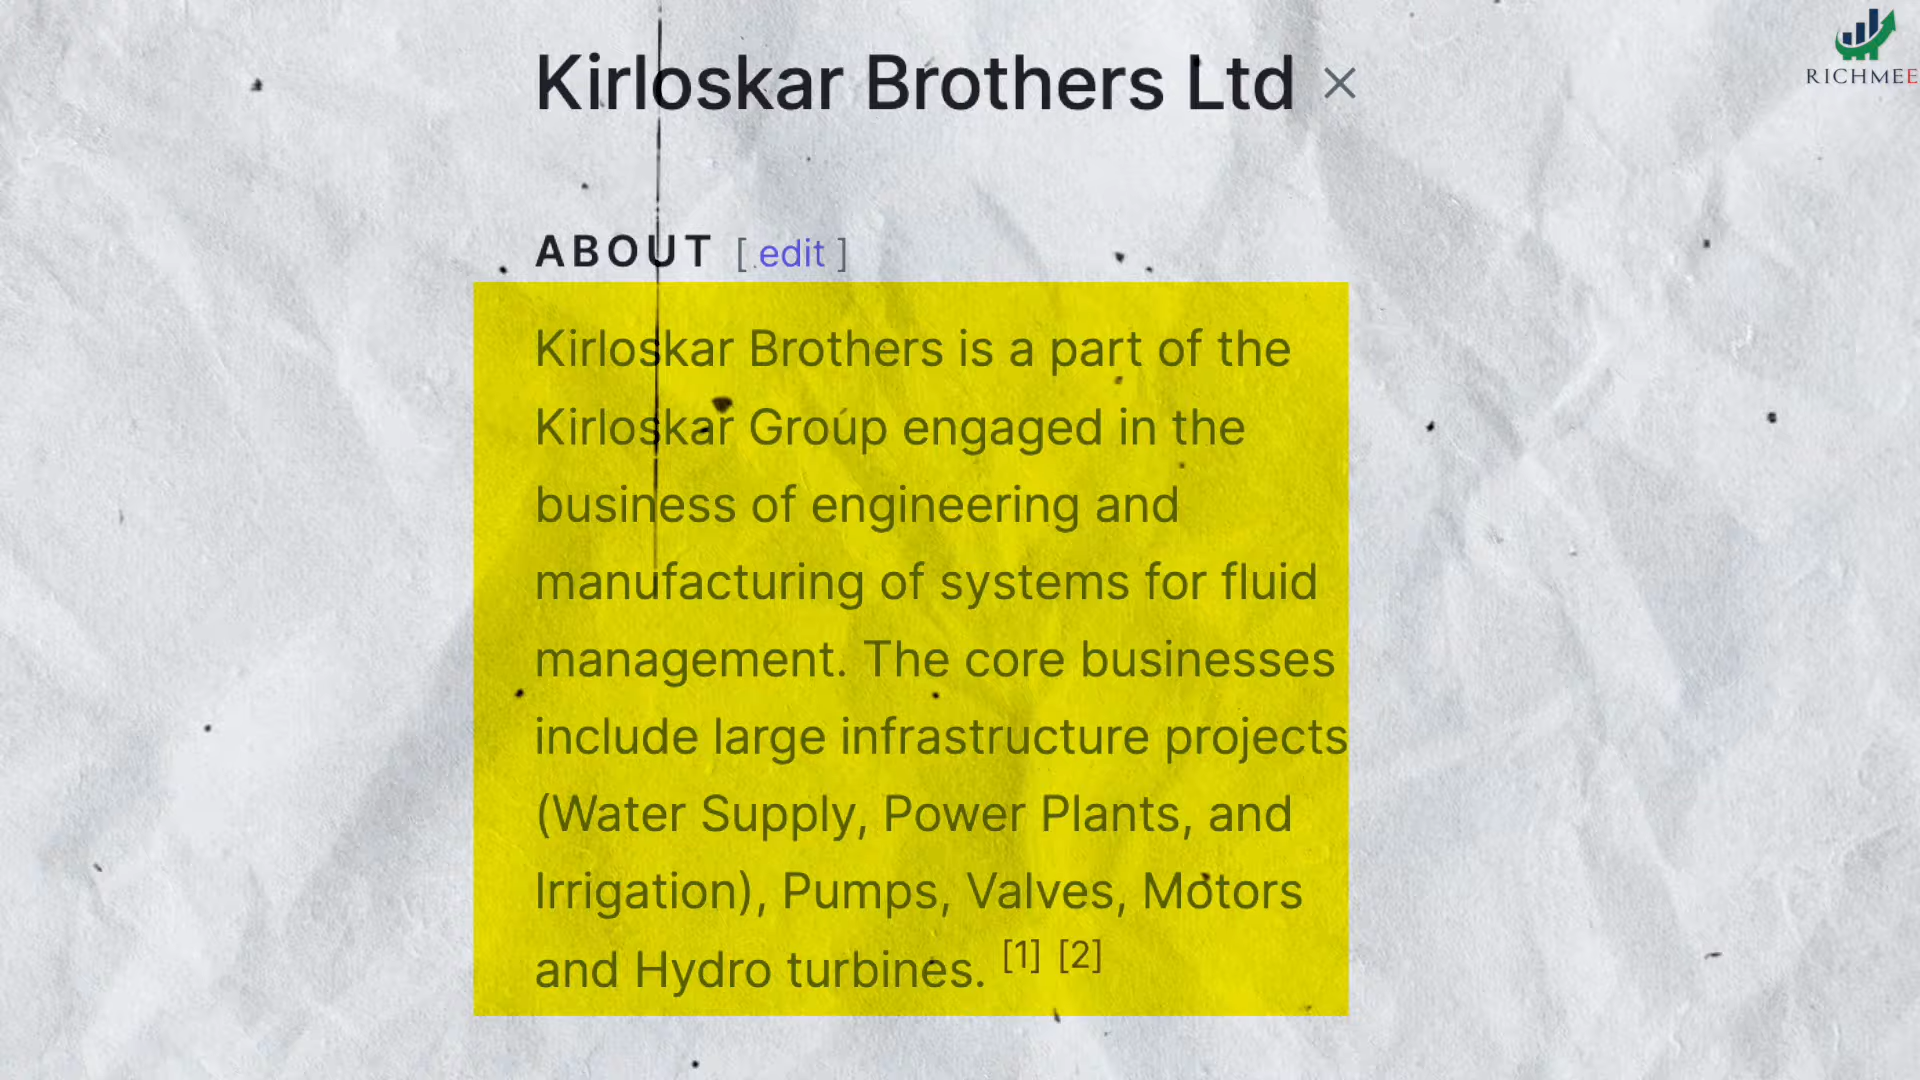 Kirloskar Brothers Ltd ×
RICHMEE
ABOUT [ edit ]
Kirloskar Brothers is a part of the
Kirloskar Group engaged in the
business of engineering and
manufacturing of systems for fluid
management. The core businesses
include large infrastructure projects
(Water Supply, Power Plants, and
Irrigation), Pumps, Valves, Motors
and Hydro turbines. [1] [2]